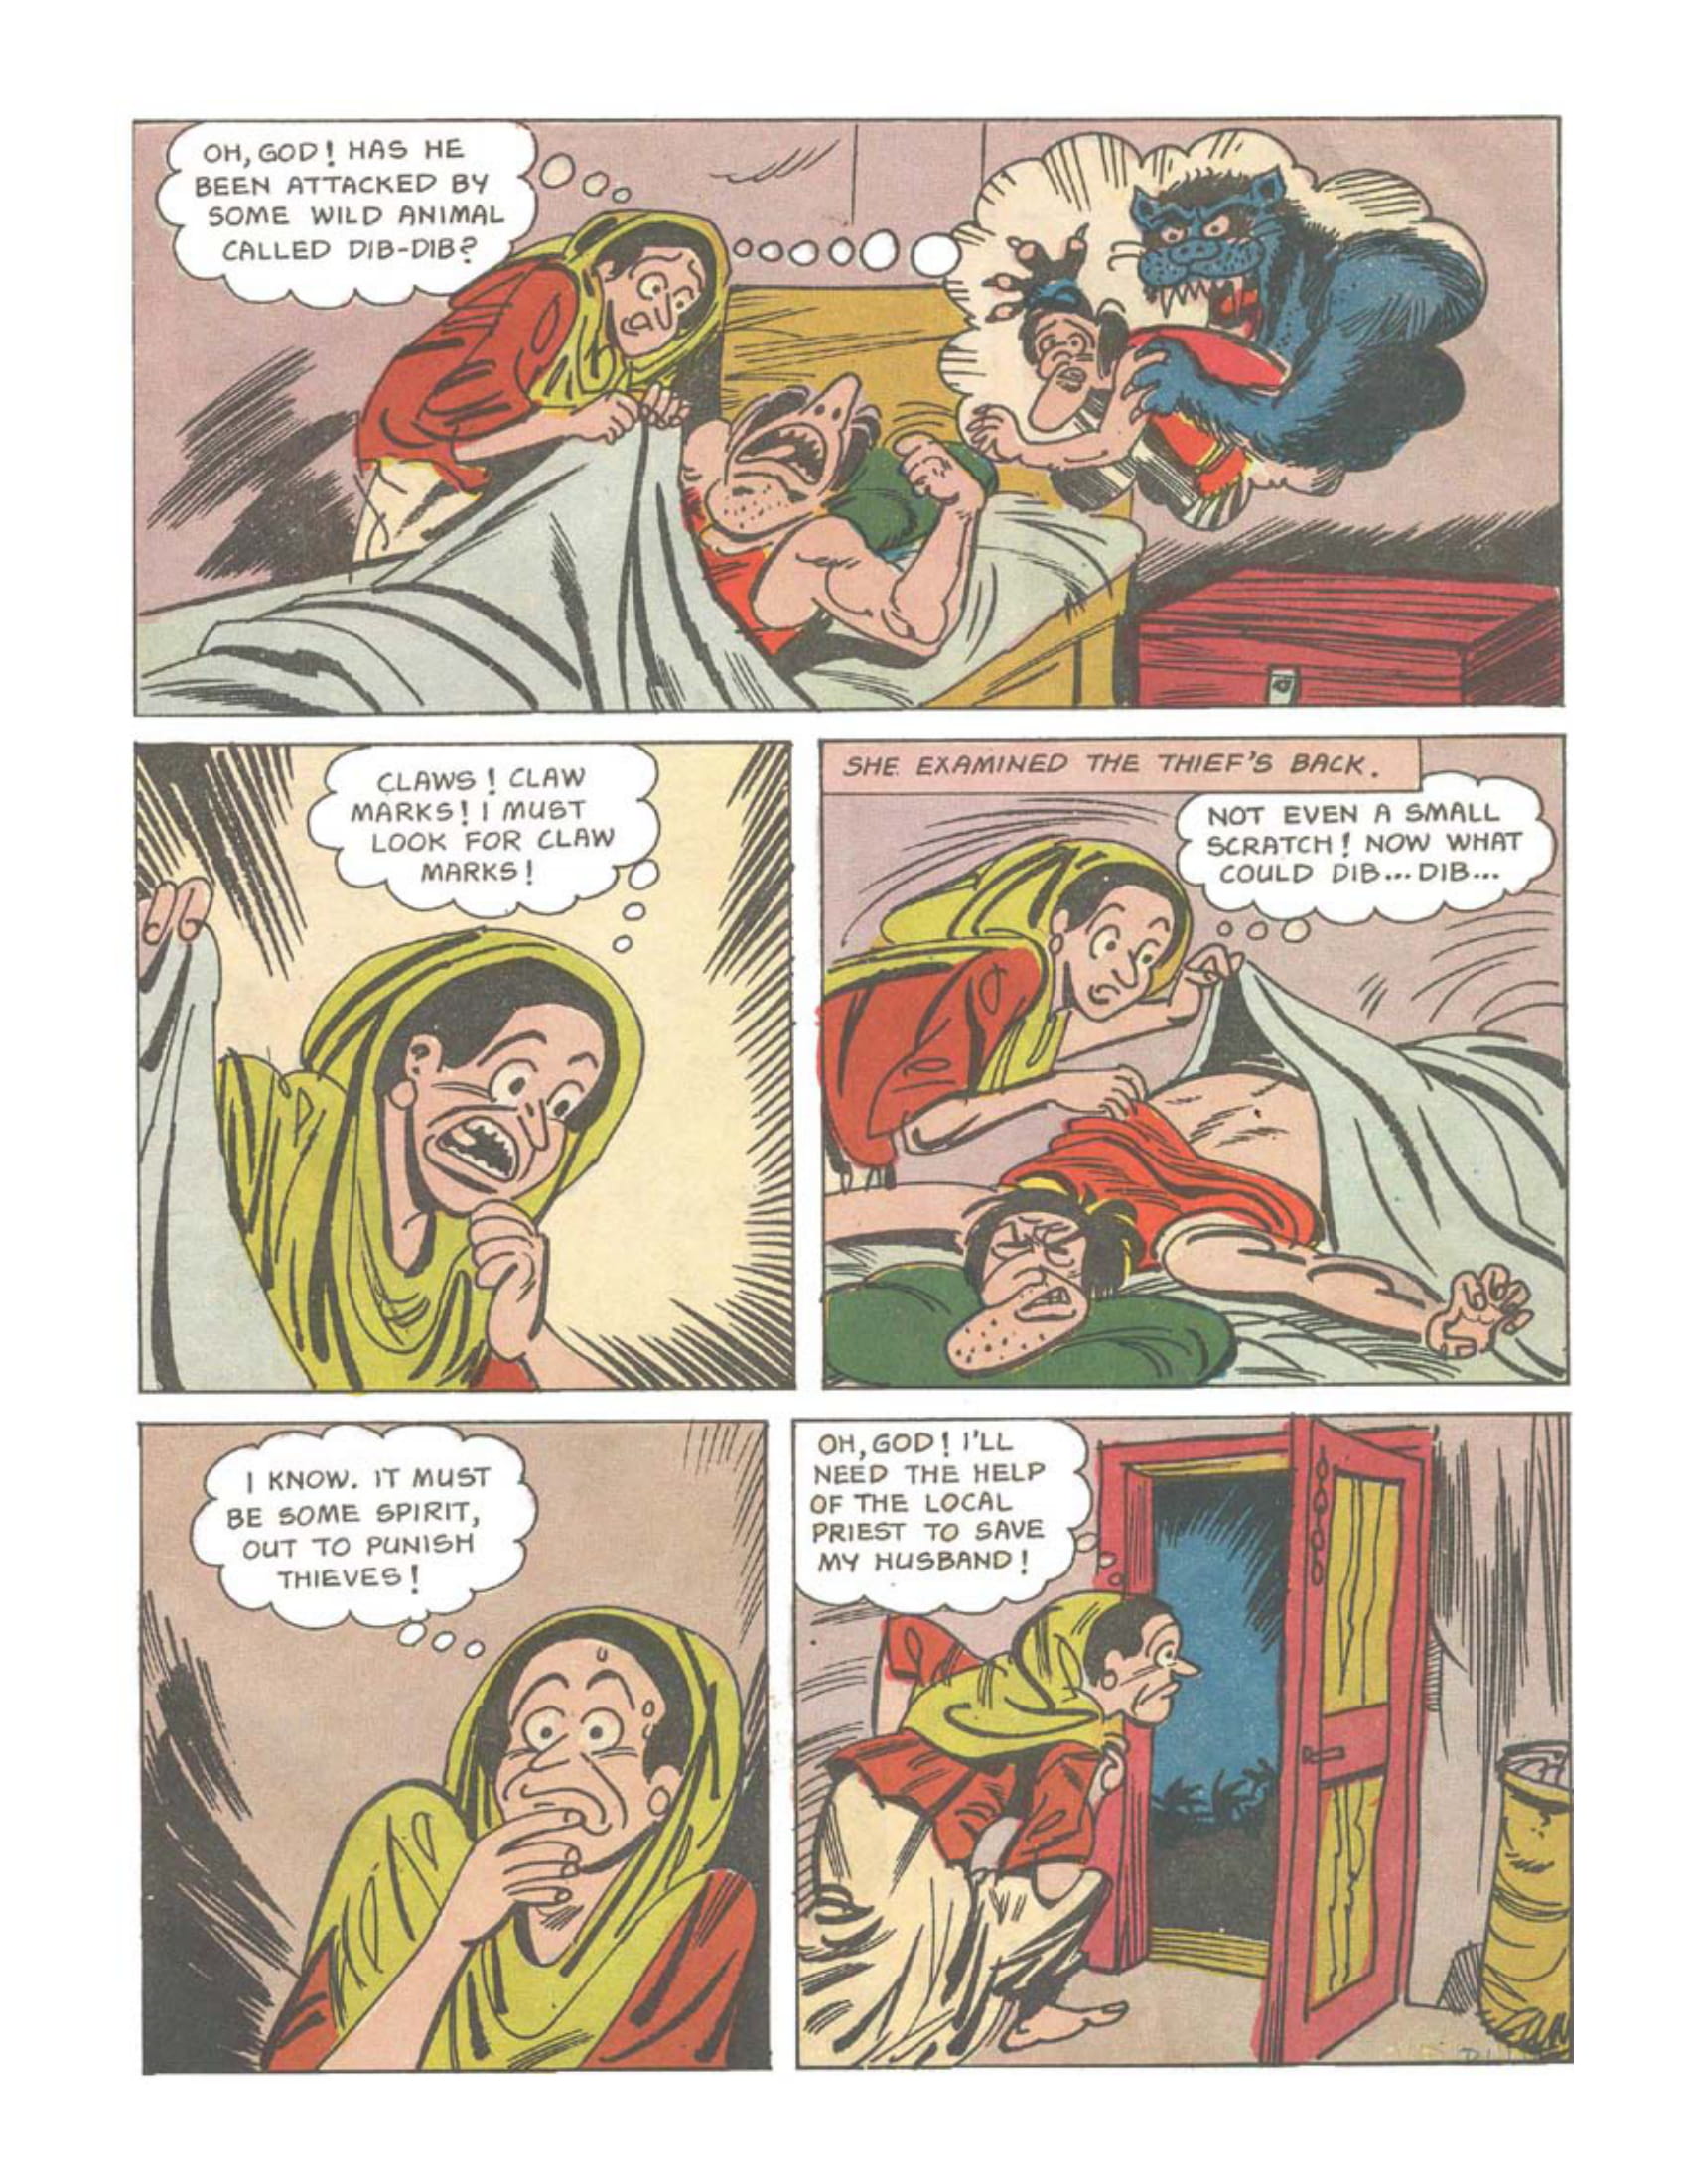 OH, GOD! HAS HE
BEEN ATTACKED BY
SOME WILD ANIMAL
CALLED DIB-DIB?
CLAWS! CLAW
MARKS! I MUST
LOOK FOR CLAW
MARKS!
SHE EXAMINED THE THIEF'S BACK.
NOT EVEN A SMALL
SCRATCH! NOW WHAT
COULD DIB...DIB...
I KNOW. IT MUST
BE SOME SPIRIT,
OUT TO PUNISH
THIEVES!
OH, GOD! I'LL
NEED THE HELP
OF THE LOCAL
PRIEST TO SAVE
MY HUSBAND!